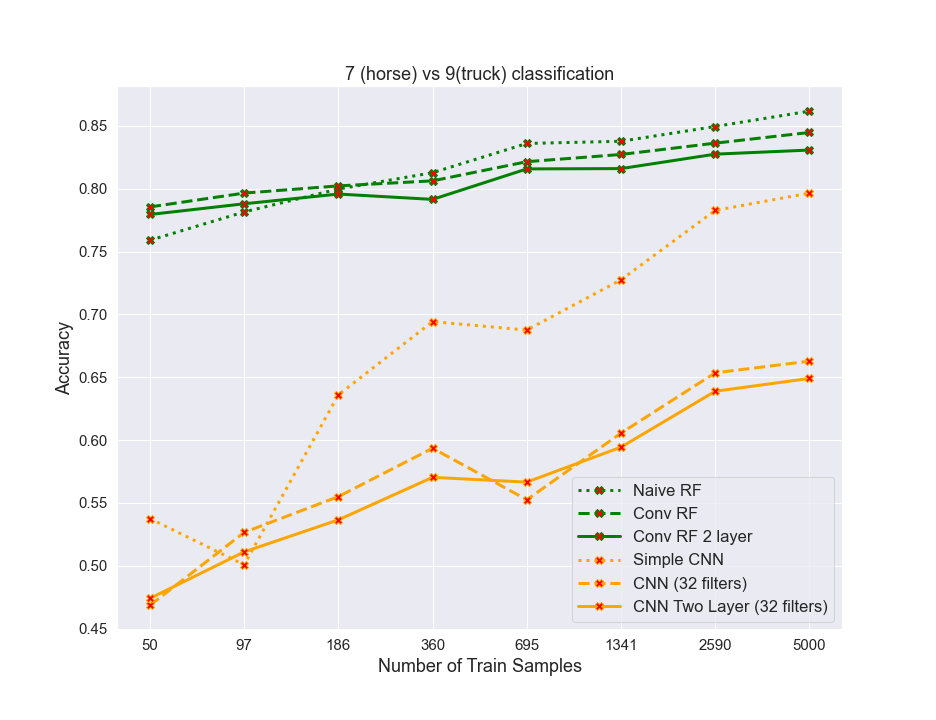 7 (horse) vs 9(truck) classification
Accuracy
0.85
0.80
0.75
0.70
0.65
0.60
0.55
0.50
0.45
Naive RF
Conv RF
Conv RF 2 layer
Simple CNN
CNN (32 filters)
CNN Two Layer (32 filters)
50 97 186 360 695 1341 2590 5000
Number of Train Samples